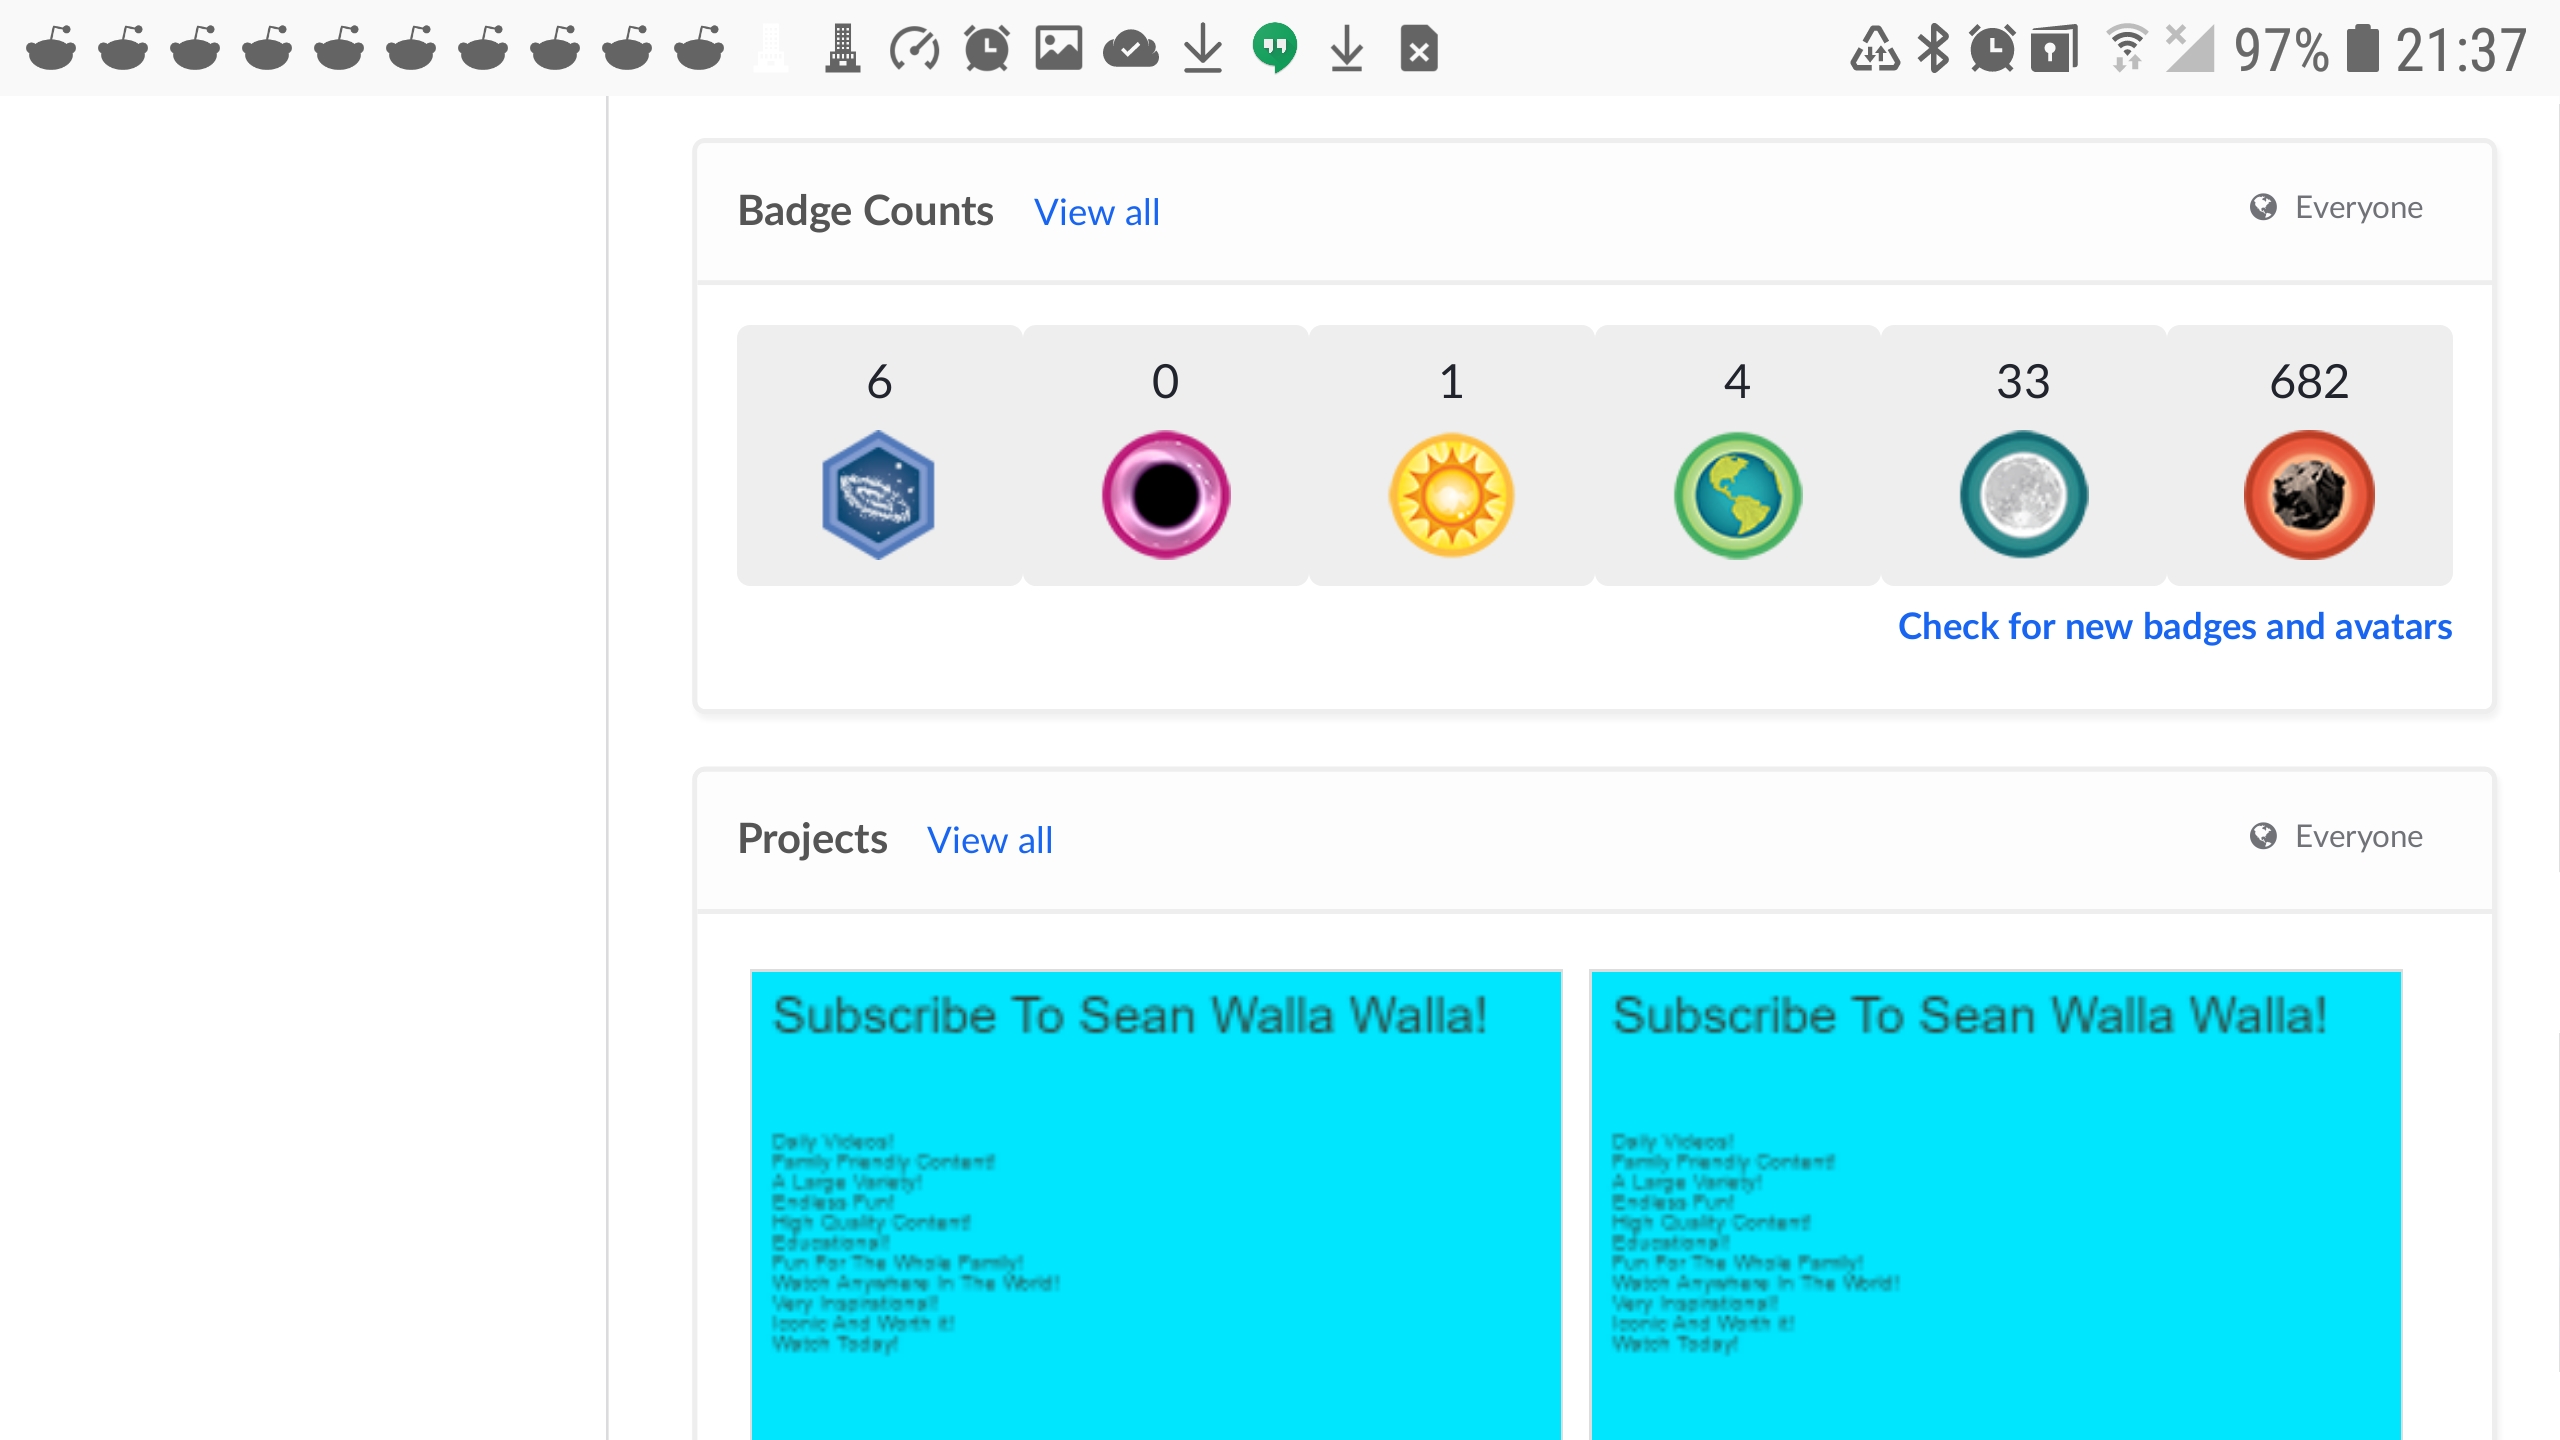 97% 21:37
Badge Counts View all Everyone
6 0 1 4 33 682
Check for new badges and avatars
Projects View all Everyone
Subscribe To Sean Walla Walla! Subscribe To Sean Walla Walla!
Daily Videos! Daily Videos!
Family Friendly Content! Family Friendly Content!
A Large Variety! A Large Variety!
Endless Fun! Endless Fun!
High Quality Content! High Quality Content!
Educational! Educational!
Fun For The Whole Family! Fun For The Whole Family!
Watch Anywhere In The World! Watch Anywhere In The World!
Very Inspirational! Very Inspirational!
Iconic And Worth it! Iconic And Worth it!
Watch Today! Watch Today!